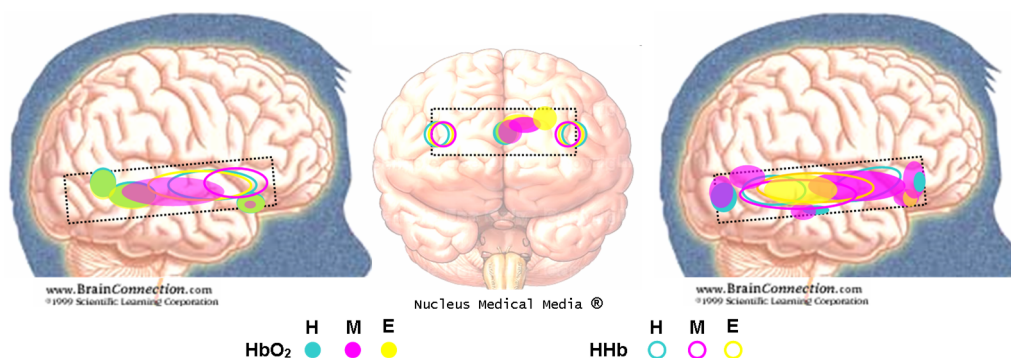 www.BrainConnection.com
©1999 Scientific Learning Corporation
Nucleus Medical Media ®
www.BrainConnection.com
©1999 Scientific Learning Corporation
H M E
HbO₂
H M E
HHb